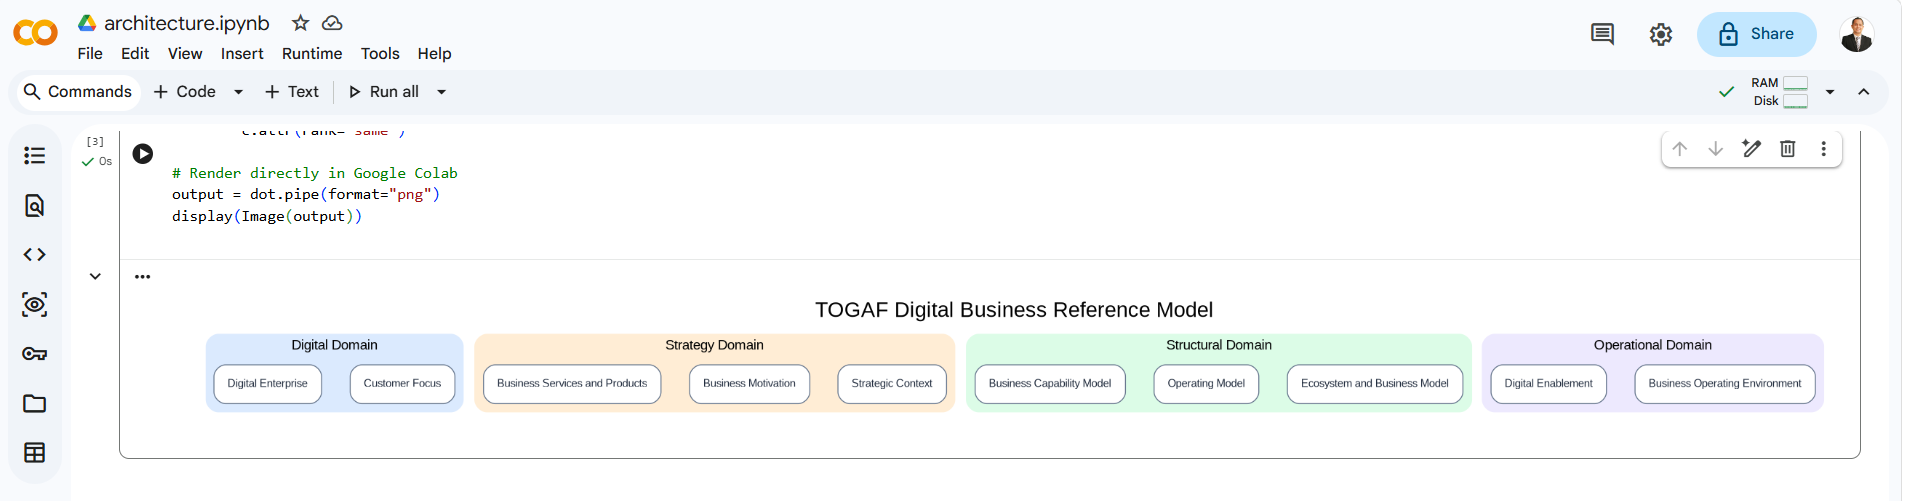 architecture.ipynb
File Edit View Insert Runtime Tools Help
Share
Commands + Code + Text Run all
RAM
Disk
[3]
0s
c.attr(rank="same")
# Render directly in Google Colab
output = dot.pipe(format="png")
display(Image(output))
TOGAF Digital Business Reference Model
Digital Domain
Digital Enterprise
Customer Focus
Strategy Domain
Business Services and Products
Business Motivation
Strategic Context
Structural Domain
Business Capability Model
Operating Model
Ecosystem and Business Model
Operational Domain
Digital Enablement
Business Operating Environment